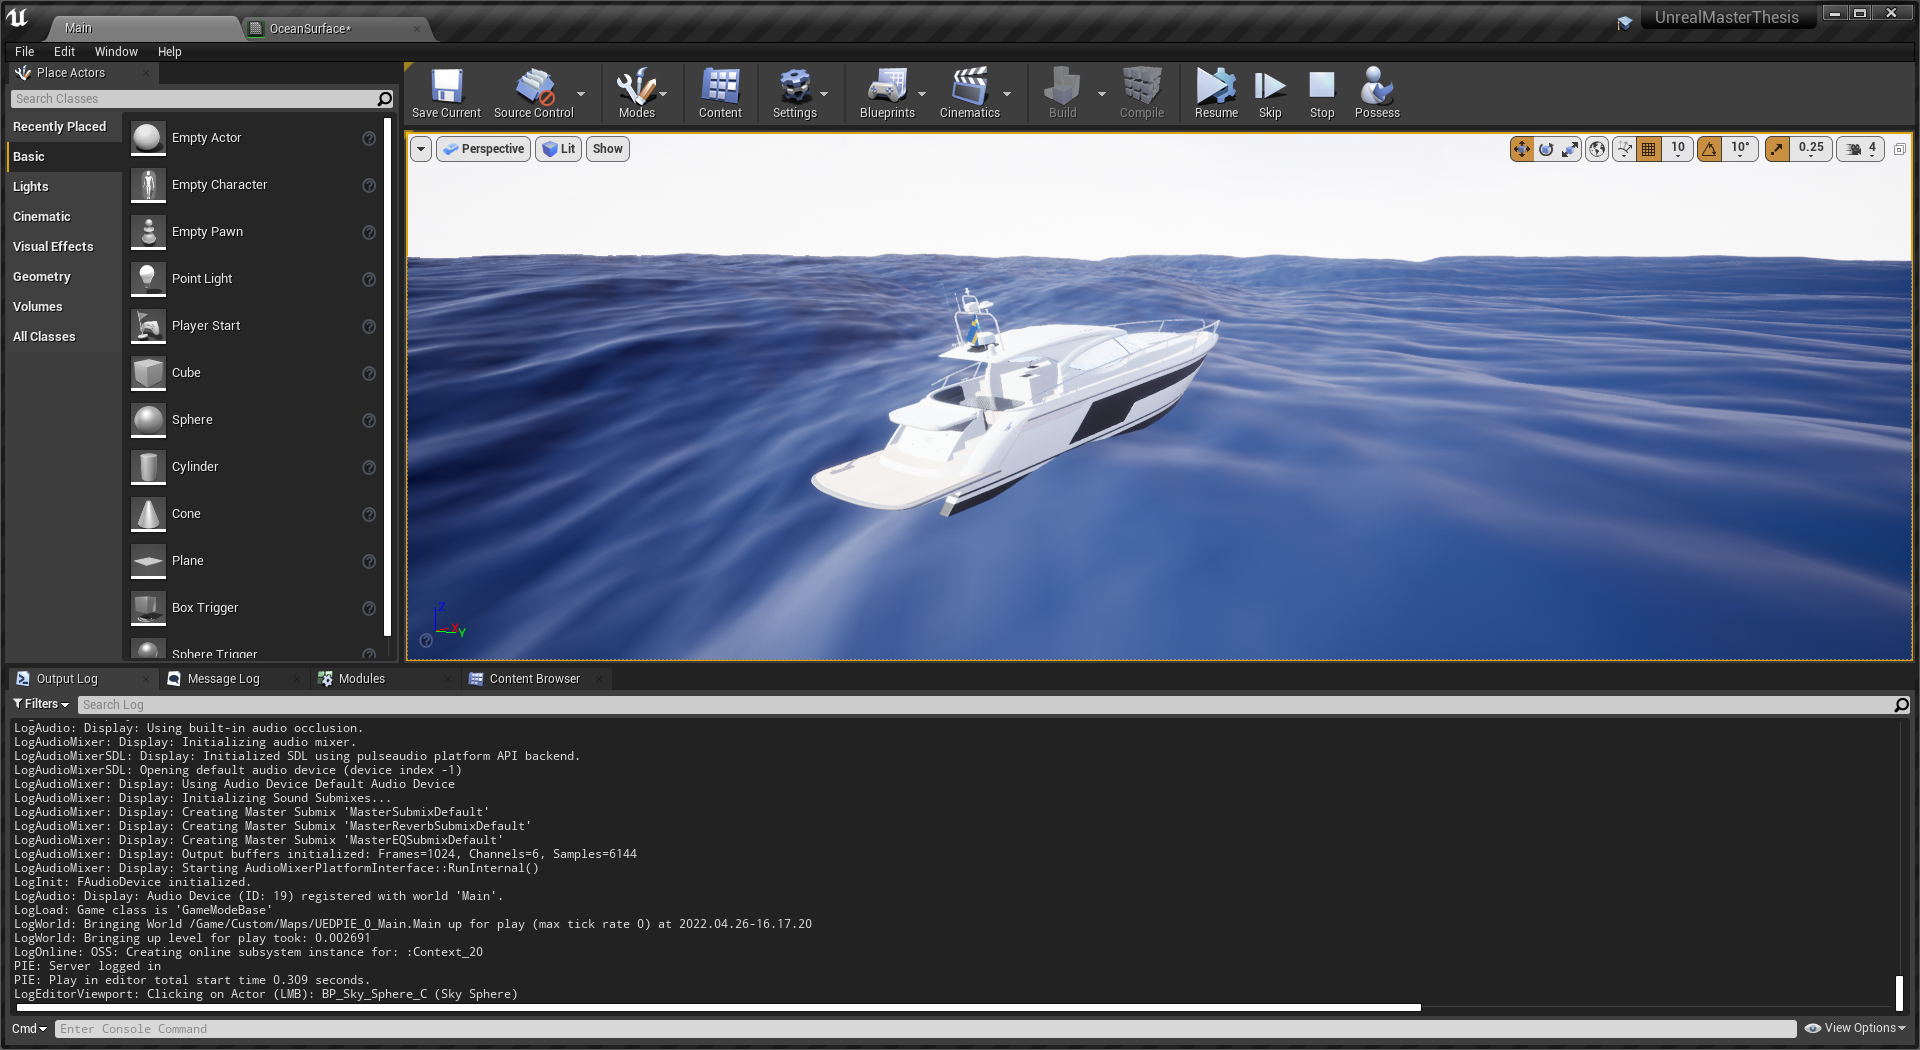 Main
OceanSurface*
UnrealMasterThesis
File Edit Window Help
Place Actors
Search Classes
Recently Placed
Basic
Lights
Cinematic
Visual Effects
Geometry
Volumes
All Classes
Empty Actor
Empty Character
Empty Pawn
Point Light
Player Start
Cube
Sphere
Cylinder
Cone
Plane
Box Trigger
Sphere Trigger
Save Current
Source Control
Modes
Content
Settings
Blueprints
Cinematics
Build
Compile
Resume
Skip
Stop
Possess
Perspective
Lit
Show
10
10°
0.25
4
Z
X
Y
Output Log
Message Log
Modules
Content Browser
Filters
Search Log
LogAudio: Display: Using built-in audio occlusion.
LogAudioMixer: Display: Initializing audio mixer.
LogAudioMixerSDL: Display: Initialized SDL using pulseaudio platform API backend.
LogAudioMixerSDL: Opening default audio device (device index -1)
LogAudioMixer: Display: Using Audio Device Default Audio Device
LogAudioMixer: Display: Initializing Sound Submixes...
LogAudioMixer: Display: Creating Master Submix 'MasterSubmixDefault'
LogAudioMixer: Display: Creating Master Submix 'MasterReverbSubmixDefault'
LogAudioMixer: Display: Creating Master Submix 'MasterEQSubmixDefault'
LogAudioMixer: Display: Output buffers initialized: Frames=1024, Channels=6, Samples=6144
LogAudioMixer: Display: Starting AudioMixerPlatformInterface::RunInternal()
LogInit: FAudioDevice initialized.
LogAudio: Display: Audio Device (ID: 19) registered with world 'Main'.
LogLoad: Game class is 'GameModeBase'
LogWorld: Bringing World /Game/Custom/Maps/UEDPIE_0_Main.Main up for play (max tick rate 0) at 2022.04.26-16.17.20
LogWorld: Bringing up level for play took: 0.002691
LogOnline: OSS: Creating online subsystem instance for: :Context_20
PIE: Server logged in
PIE: Play in editor total start time 0.309 seconds.
LogEditorViewport: Clicking on Actor (LMB): BP_Sky_Sphere_C (Sky Sphere)
Cmd
Enter Console Command
View Options